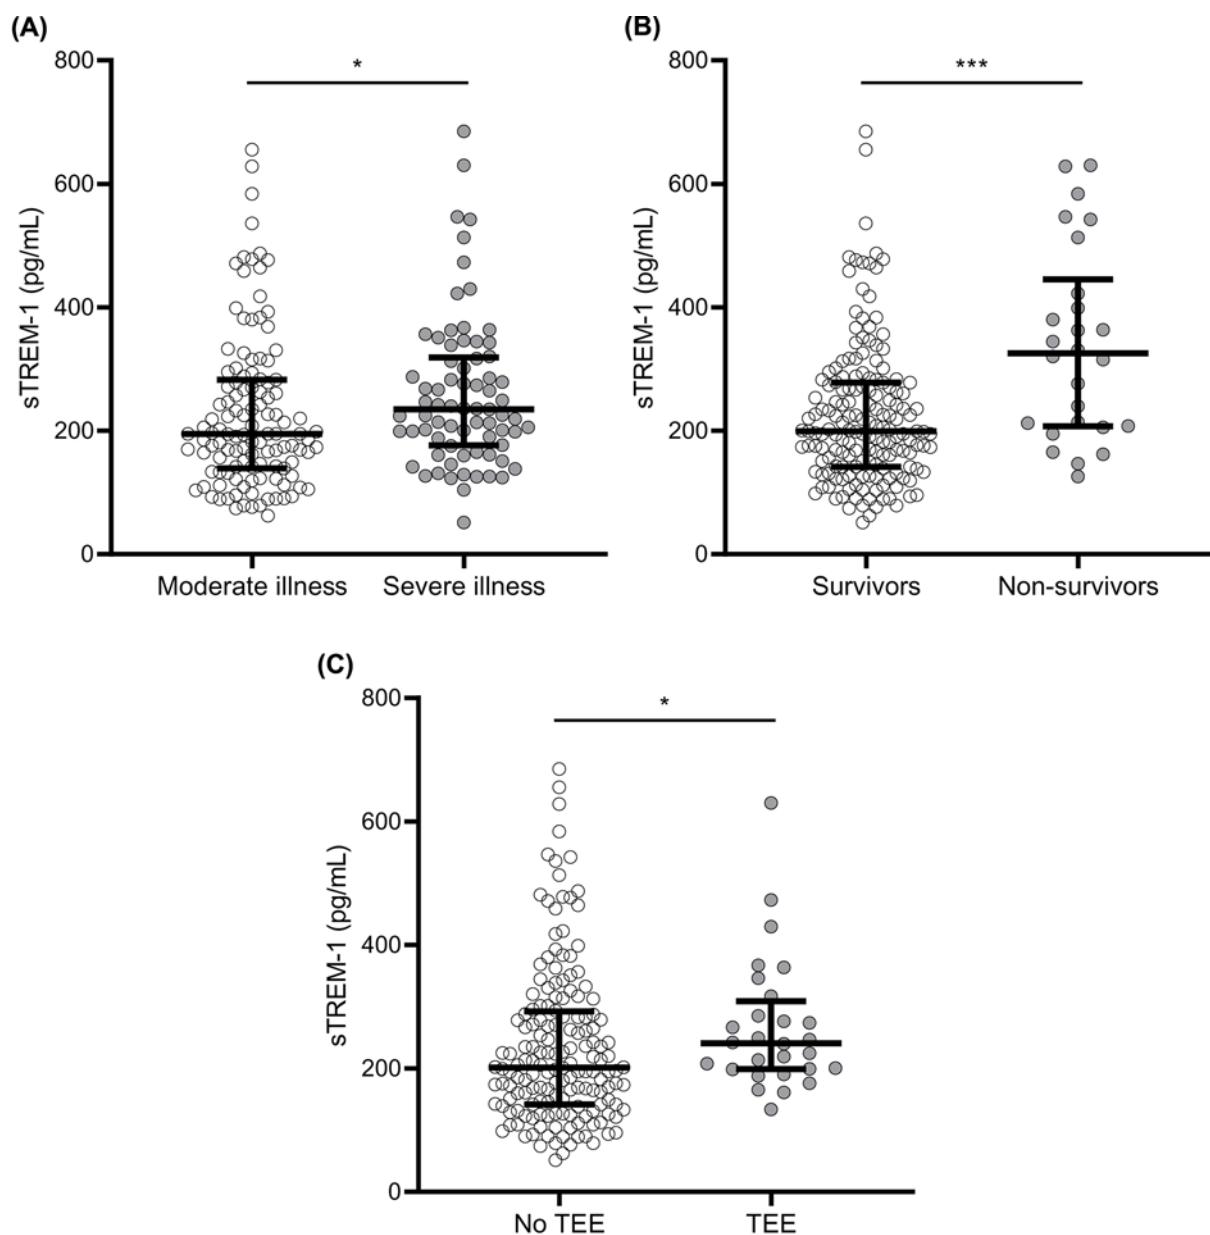 (A)
sTREM-1 (pg/mL)
800
600
400
200
0
*
Moderate illness
Severe illness
(B)
sTREM-1 (pg/mL)
800
600
400
200
0
***
Survivors
Non-survivors
(C)
sTREM-1 (pg/mL)
800
600
400
200
0
*
No TEE
TEE